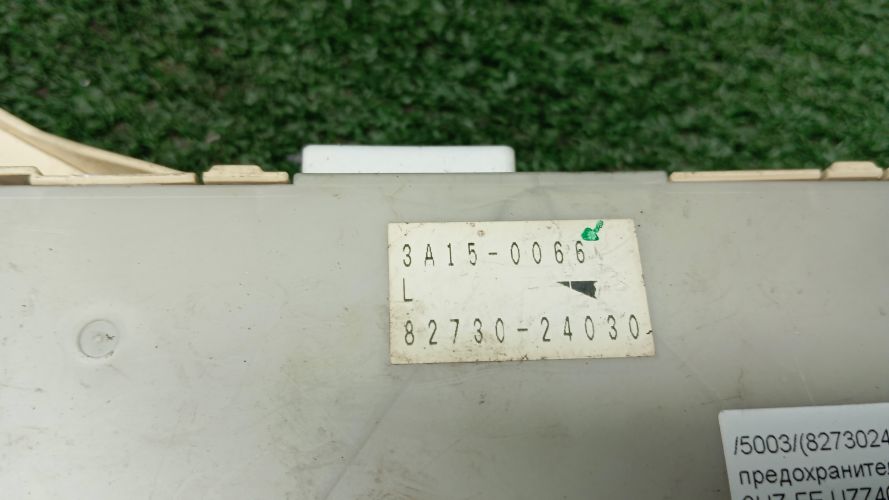 3A15-0066
L
82730-24030
/5003/(8273024
предохраните